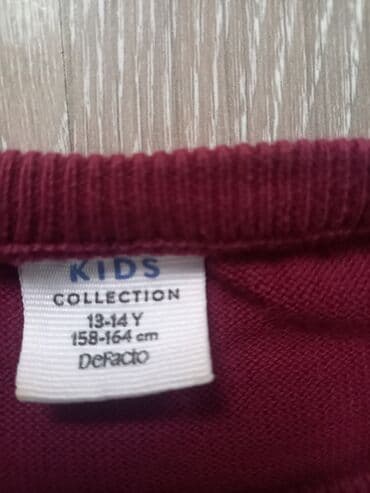 KIDS
COLLECTION
13-14 Y
158-164 cm
DeFacto